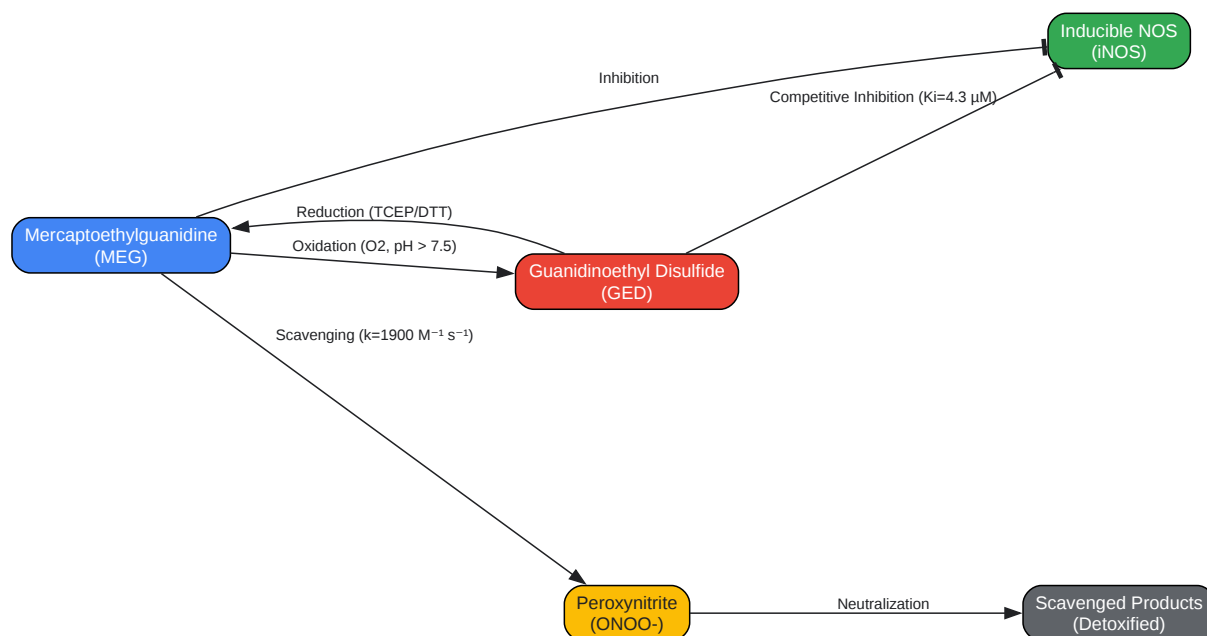 Inducible NOS
(iNOS)
Inhibition
Competitive Inhibition (Ki=4.3 µM)
Reduction (TCEP/DTT)
Mercaptoethylguanidine
(MEG)
Oxidation (O2, pH > 7.5)
Guanidinoethyl Disulfide
(GED)
Scavenging (k=1900 M⁻¹ s⁻¹)
Peroxynitrite
(ONOO-)
Neutralization
Scavenged Products
(Detoxified)